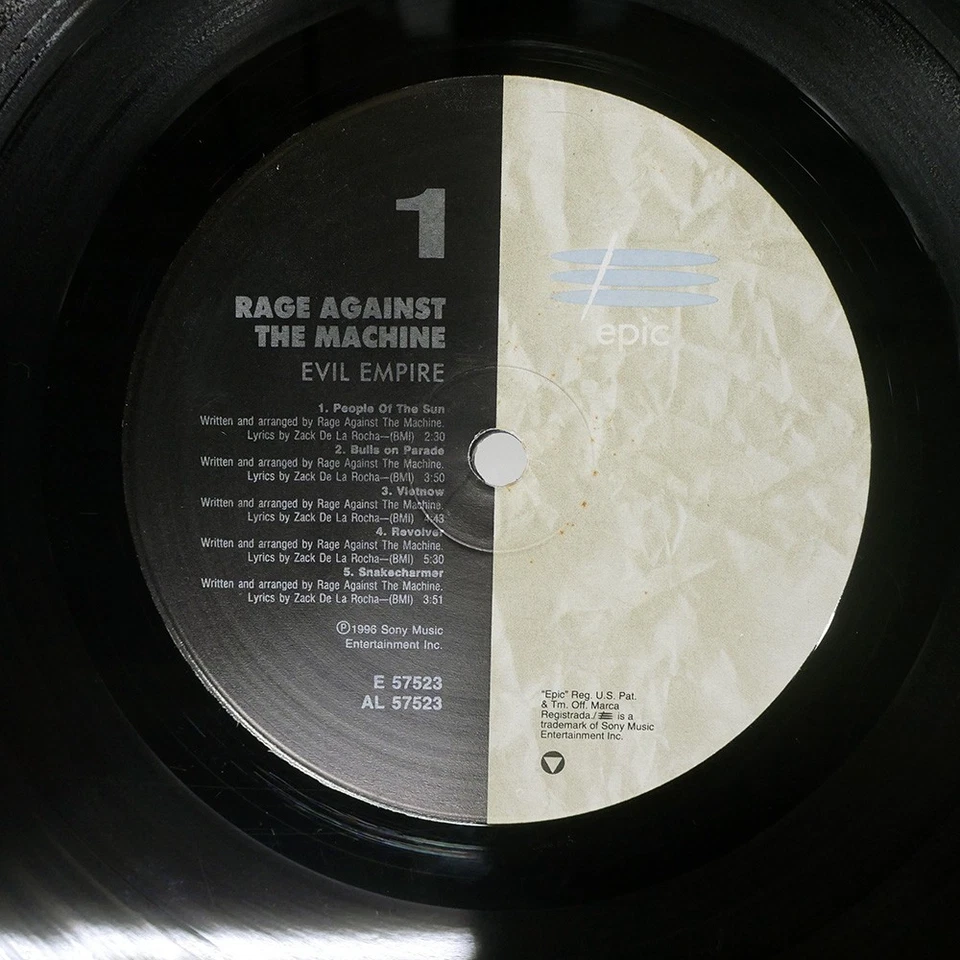 1
RAGE AGAINST
THE MACHINE
EVIL EMPIRE
1. People Of The Sun
Written and arranged by Rage Against The Machine.
Lyrics by Zack De La Rocha—(BMI) 2:30
2. Bulls on Parade
Written and arranged by Rage Against The Machine.
Lyrics by Zack De La Rocha—(BMI) 3:50
3. Vietnow
Written and arranged by Rage Against The Machine.
Lyrics by Zack De La Rocha—(BMI) 4:43
4. Revolver
Written and arranged by Rage Against The Machine.
Lyrics by Zack De La Rocha—(BMI) 5:30
5. Snakecharmer
Written and arranged by Rage Against The Machine.
Lyrics by Zack De La Rocha—(BMI) 3:51
℗1996 Sony Music
Entertainment Inc.
E 57523
AL 57523
epic
"Epic" Reg. U.S. Pat.
& Tm. Off. Marca
Registrada./ is a
trademark of Sony Music
Entertainment Inc.